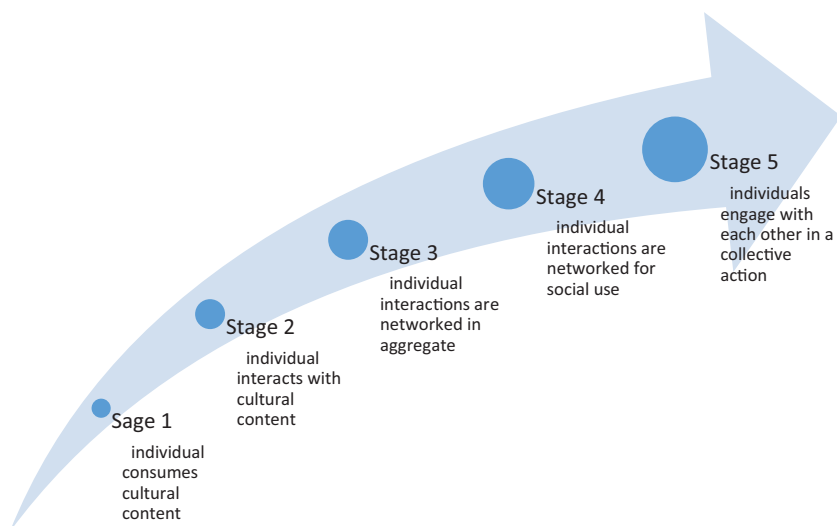 Sage 1
individual
consumes
cultural
content
Stage 2
individual
interacts with
cultural
content
Stage 3
individual
interactions are
networked in
aggregate
Stage 4
individual
interactions are
networked for
social use
Stage 5
individuals
engage with
each other in a
collective
action